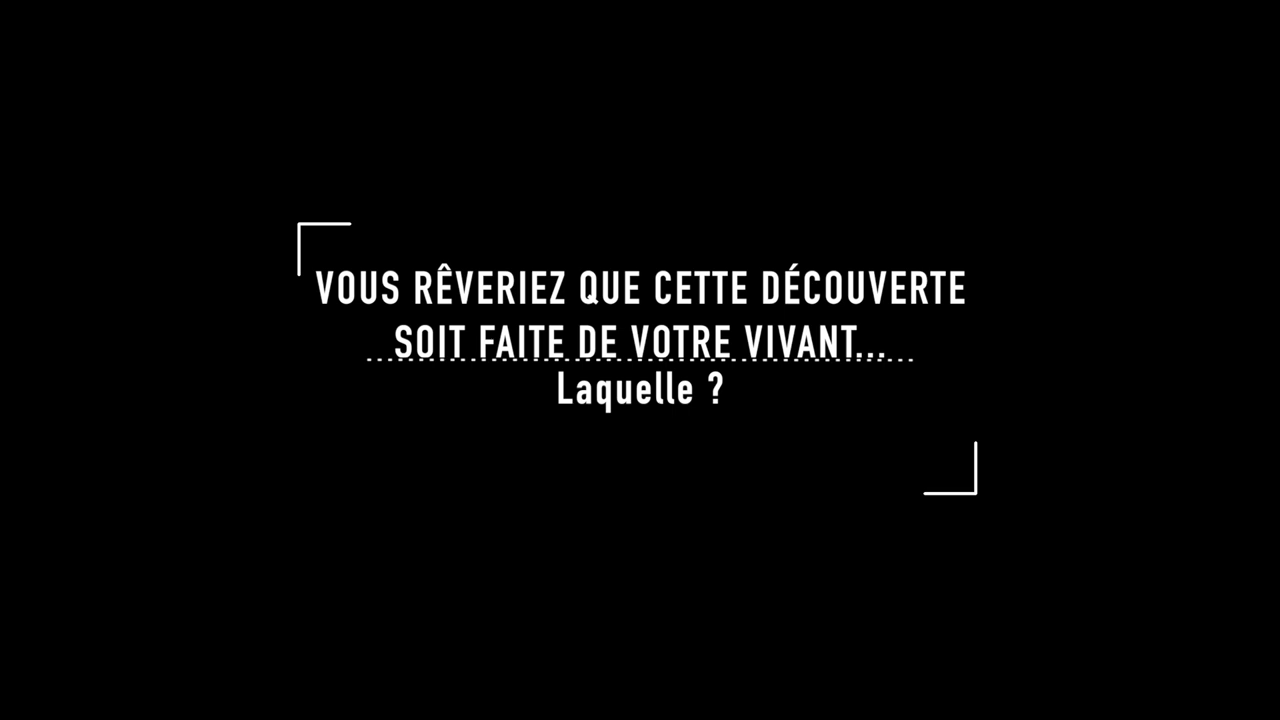 VOUS RÊVERIEZ QUE CETTE DÉCOUVERTE
SOIT FAITE DE VOTRE VIVANT...
Laquelle ?